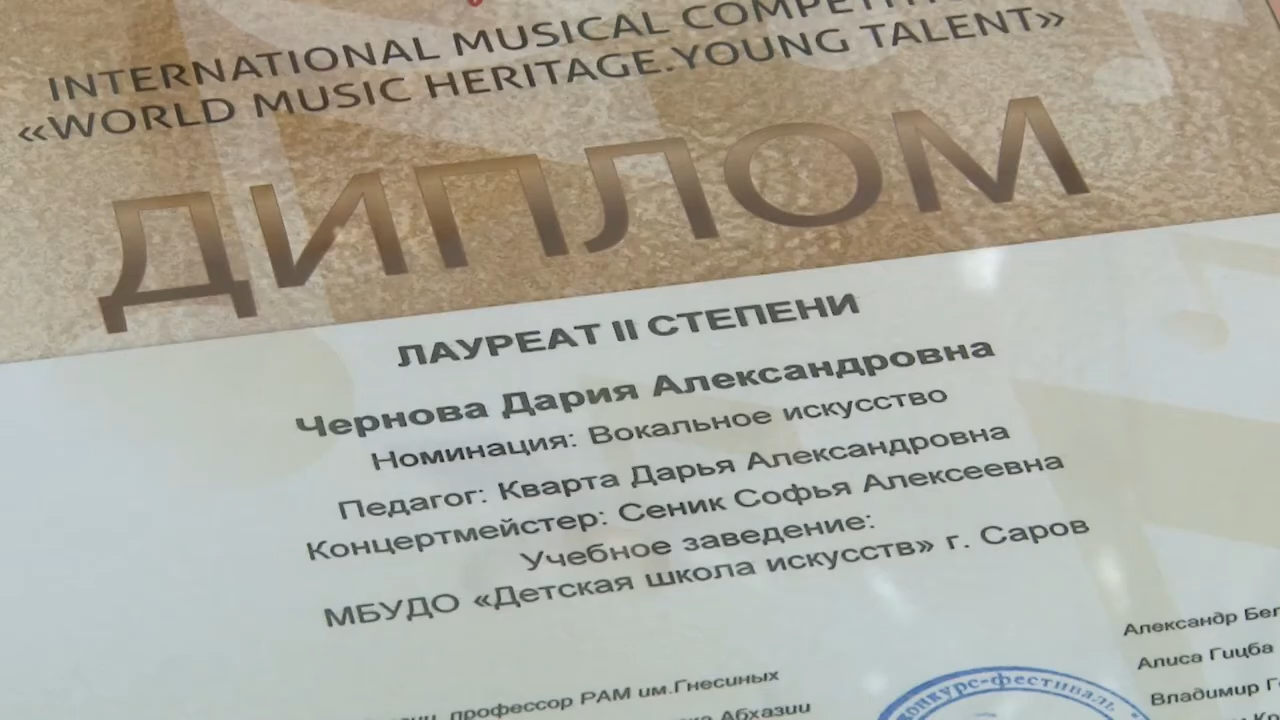 INTERNATIONAL MUSICAL
«WORLD MUSIC HERITAGE.YOUNG TALENT»
ДИПЛОМ
ЛАУРЕАТ II СТЕПЕНИ
Чернова Дария Александровна
Номинация: Вокальное искусство
Педагог: Кварта Дарья Александровна
Концертмейстер: Сеник Софья Алексеевна
Учебное заведение:
МБУДО «Детская школа искусств» г. Саров
Александр
Алиса Гицба
Владимир
профессор РАМ им.Гнесиных
Абхазии
конкурс-фестиваль